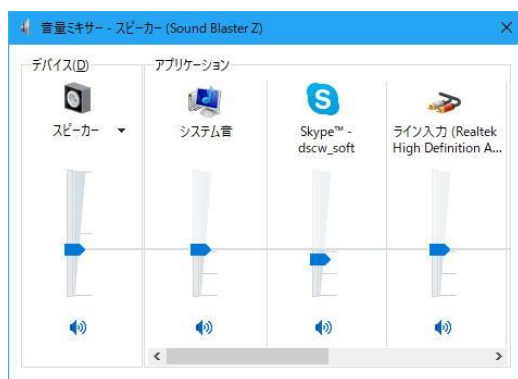 音量ミキサー - スピーカー (Sound Blaster Z)
デバイス(D)
アプリケーション
スピーカー
システム音
Skype™ -
dscw_soft
ライン入力 (Realtek
High Definition A...